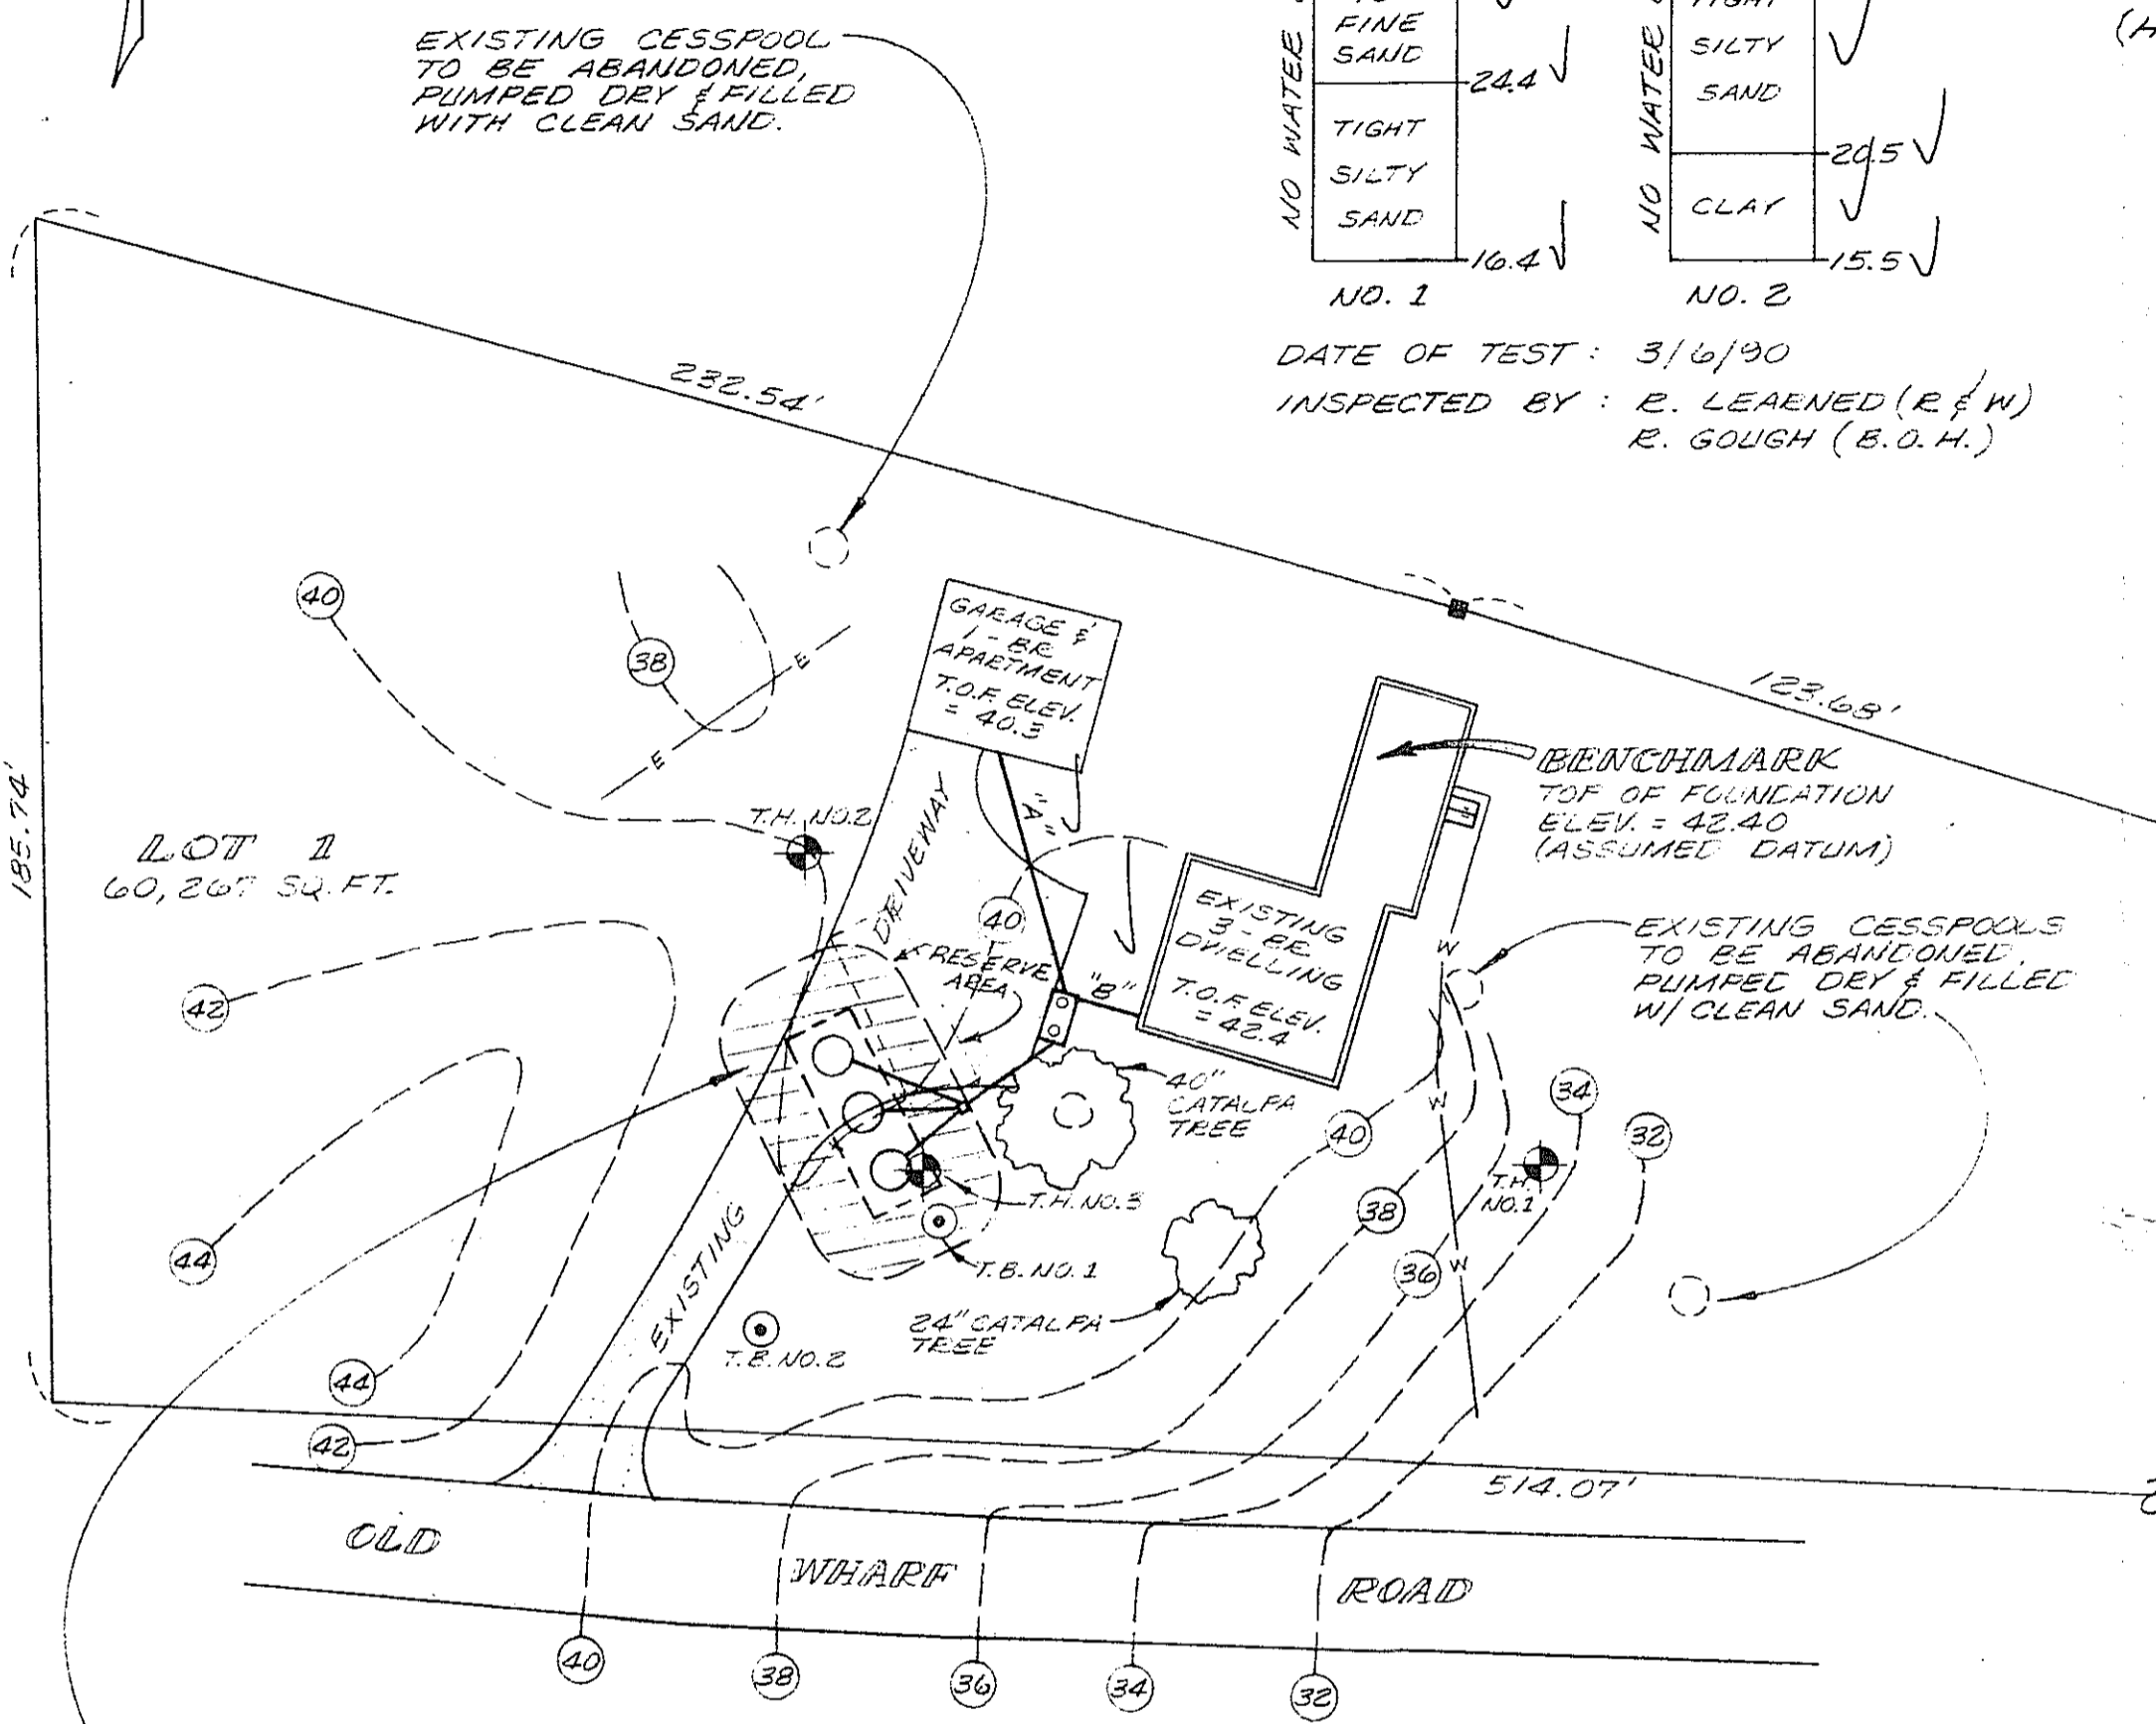 EXISTING CESSPOOL
TO BE ABANDONED,
PUMPED DRY & FILLED
WITH CLEAN SAND.
NO WATER
FINE
SAND
24.4
TIGHT
SILTY
SAND
16.4
NO. 1
NO WATER
TIGHT
SILTY
SAND
20.5
CLAY
15.5
NO. 2
DATE OF TEST : 3/6/90
INSPECTED BY : R. LEARNED (R & W)
R. GOUGH (B.O.H.)
232.54'
123.68'
185.74'
514.07'
LOT 1
60,267 SQ. FT.
40
38
E
E
GARAGE &
1-BR
APARTMENT
T.O.F. ELEV.
= 40.3
"A"
T.H. NO.2
DRIVEWAY
BENCHMARK
TOP OF FOUNDATION
ELEV. = 42.40
(ASSUMED DATUM)
40
EXISTING
3-BR
DWELLING
T.O.F. ELEV.
= 42.4
"B"
RESERVE
AREA
W
EXISTING CESSPOOLS
TO BE ABANDONED,
PUMPED DRY & FILLED
W/ CLEAN SAND.
42
40"
CATALPA
TREE
W
40
34
32
T.H.
NO.1
T.H. NO.3
38
44
EXISTING
T.B. NO.1
36
W
24" CATALPA
TREE
T.B. NO.2
44
42
OLD
WHARF
ROAD
40
38
36
34
32